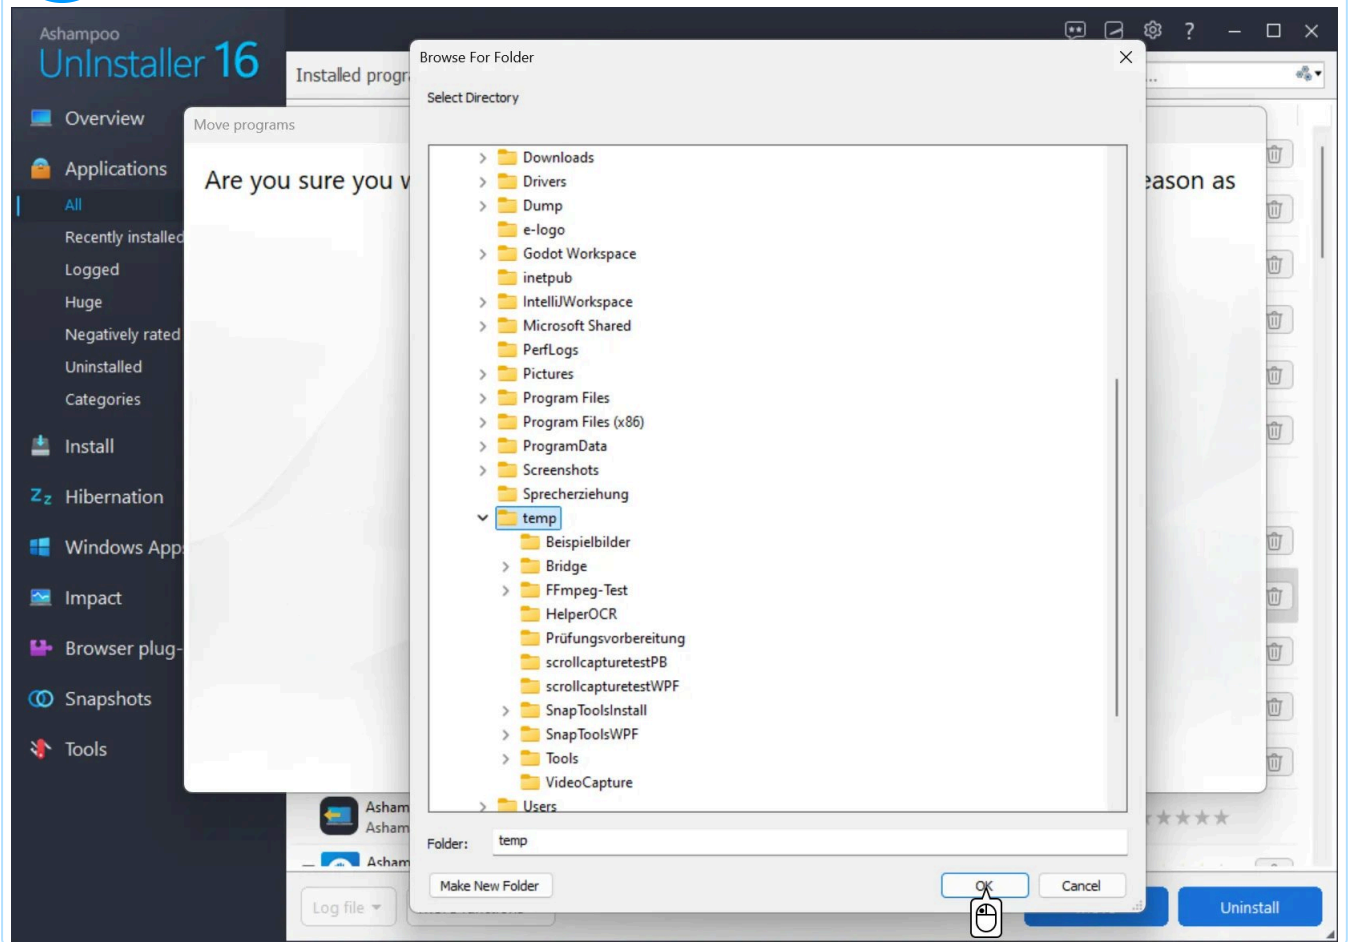 Ashampoo
UnInstaller 16
?
Installed progr
...
Browse For Folder
Select Directory
Overview
Applications
All
Recently installed
Logged
Huge
Negatively rated
Uninstalled
Categories
Install
Hibernation
Windows App
Impact
Browser plug-
Snapshots
Tools
Move programs
Are you sure you w
eason as
Downloads
Drivers
Dump
e-logo
Godot Workspace
inetpub
IntelliJWorkspace
Microsoft Shared
PerfLogs
Pictures
Program Files
Program Files (x86)
ProgramData
Screenshots
Sprecherziehung
temp
Beispielbilder
Bridge
FFmpeg-Test
HelperOCR
Prüfungsvorbereitung
scrollcapturetestPB
scrollcapturetestWPF
SnapToolsInstall
SnapToolsWPF
Tools
VideoCapture
Users
Folder: temp
Make New Folder
OK
Cancel
Asham
Asham
Asham
Log file
Uninstall